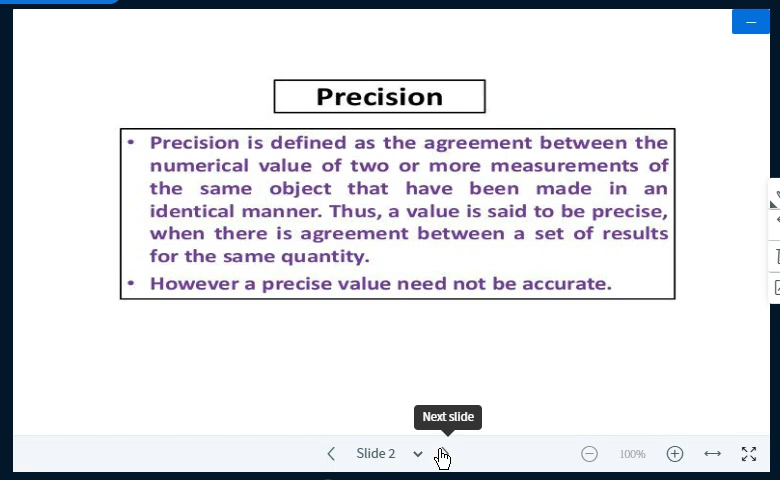 Precision
• Precision is defined as the agreement between the
numerical value of two or more measurements of
the same object that have been made in an
identical manner. Thus, a value is said to be precise,
when there is agreement between a set of results
for the same quantity.
• However a precise value need not be accurate.
Next slide
Slide 2
100%